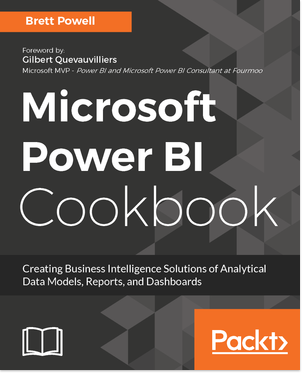 Brett Powell
Foreword by:
Gilbert Quevauvilliers
Microsoft MVP - Power BI and Microsoft Power BI Consultant at Fourmoo
Microsoft
Power BI
Cookbook
Creating Business Intelligence Solutions of Analytical
Data Models, Reports, and Dashboards
Packt>